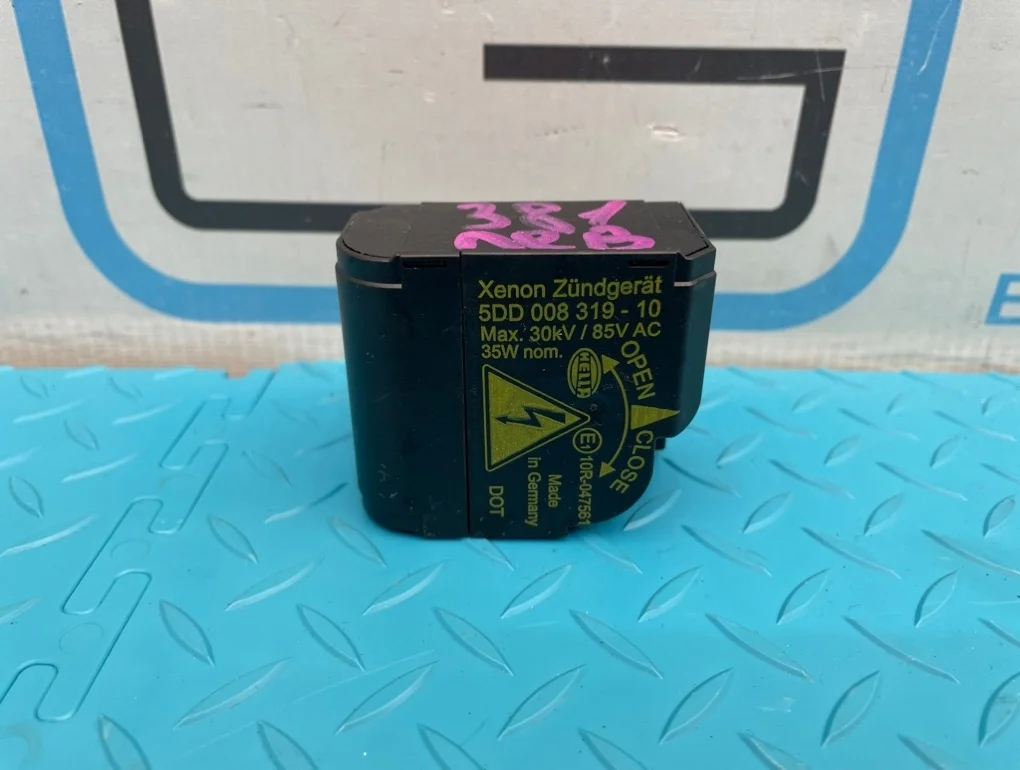 381
Xenon Zündgerät
5DD 008 319 - 10
Max. 30kV / 85V AC
35W nom.
HELLA
OPEN
CLOSE
E1
10R-047561
Made
in Germany
DOT